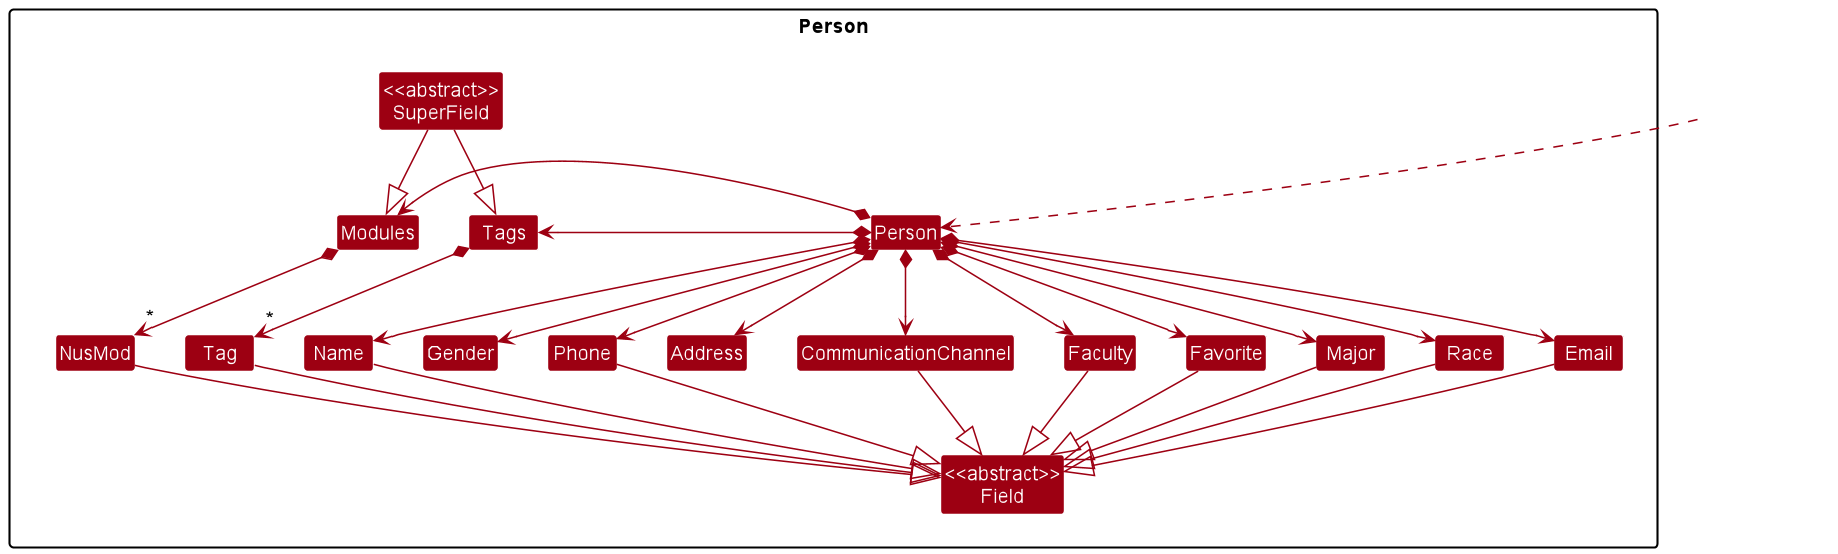 Person
<<abstract>>
SuperField
Modules
Tags
Person
*
*
NusMod
Tag
Name
Gender
Phone
Address
CommunicationChannel
Faculty
Favorite
Major
Race
Email
<<abstract>>
Field